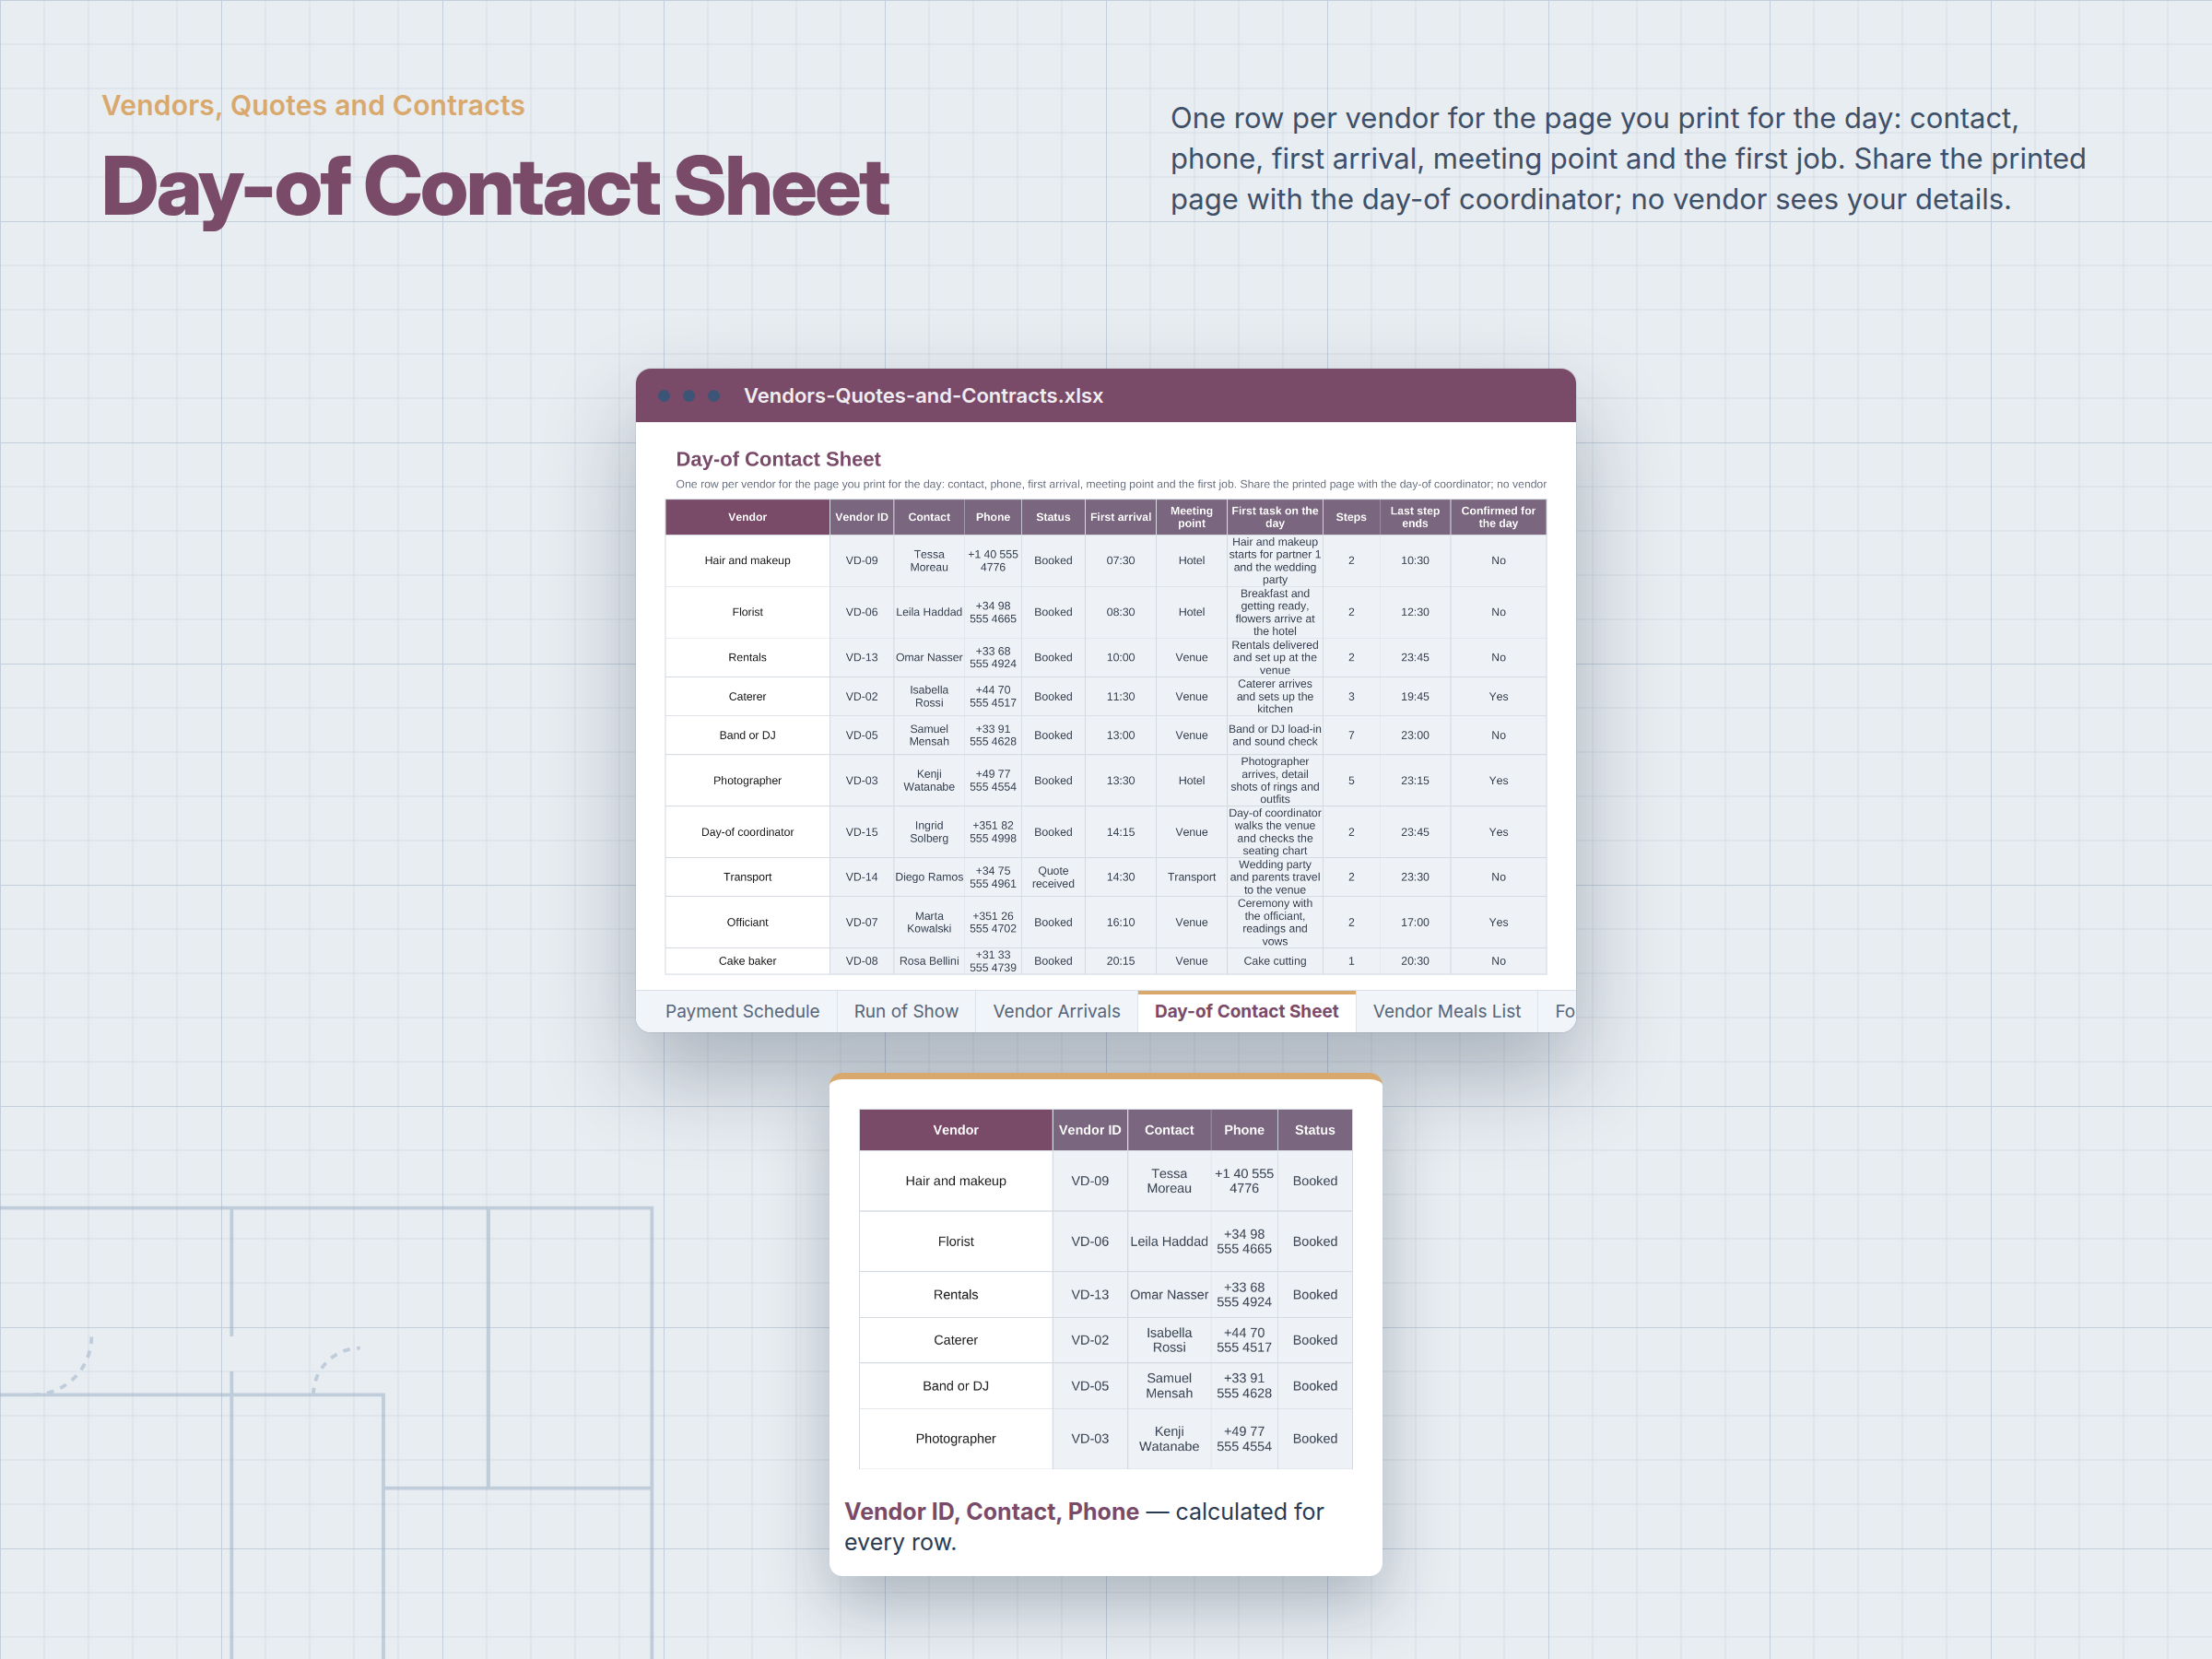 Vendors, Quotes and Contracts
Day-of Contact Sheet
One row per vendor for the page you print for the day: contact,
phone, first arrival, meeting point and the first job. Share the printed
page with the day-of coordinator; no vendor sees your details.
Vendors-Quotes-and-Contracts.xlsx
Day-of Contact Sheet
One row per vendor for the page you print for the day: contact, phone, first arrival, meeting point and the first job. Share the printed page with the day-of coordinator; no vendor
Vendor Vendor ID Contact Phone Status First arrival Meeting point First task on the day Steps Last step ends Confirmed for the day
Hair and makeup VD-09 Tessa Moreau +1 40 555 4776 Booked 07:30 Hotel Hair and makeup starts for partner 1 and the wedding party 2 10:30 No
Florist VD-06 Leila Haddad +34 98 555 4665 Booked 08:30 Hotel Breakfast and getting ready, flowers arrive at the hotel 2 12:30 No
Rentals VD-13 Omar Nasser +33 68 555 4924 Booked 10:00 Venue Rentals delivered and set up at the venue 2 23:45 No
Caterer VD-02 Isabella Rossi +44 70 555 4517 Booked 11:30 Venue Caterer arrives and sets up the kitchen 3 19:45 Yes
Band or DJ VD-05 Samuel Mensah +33 91 555 4628 Booked 13:00 Venue Band or DJ load-in and sound check 7 23:00 No
Photographer VD-03 Kenji Watanabe +49 77 555 4554 Booked 13:30 Hotel Photographer arrives, detail shots of rings and outfits 5 23:15 Yes
Day-of coordinator VD-15 Ingrid Solberg +351 82 555 4998 Booked 14:15 Venue Day-of coordinator walks the venue and checks the seating chart 2 23:45 Yes
Transport VD-14 Diego Ramos +34 75 555 4961 Quote received 14:30 Transport Wedding party and parents travel to the venue 2 23:30 No
Officiant VD-07 Marta Kowalski +351 26 555 4702 Booked 16:10 Venue Ceremony with the officiant, readings and vows 2 17:00 Yes
Cake baker VD-08 Rosa Bellini +31 33 555 4739 Booked 20:15 Venue Cake cutting 1 20:30 No
Payment Schedule Run of Show Vendor Arrivals Day-of Contact Sheet Vendor Meals List Fo
Vendor Vendor ID Contact Phone Status
Hair and makeup VD-09 Tessa Moreau +1 40 555 4776 Booked
Florist VD-06 Leila Haddad +34 98 555 4665 Booked
Rentals VD-13 Omar Nasser +33 68 555 4924 Booked
Caterer VD-02 Isabella Rossi +44 70 555 4517 Booked
Band or DJ VD-05 Samuel Mensah +33 91 555 4628 Booked
Photographer VD-03 Kenji Watanabe +49 77 555 4554 Booked
Vendor ID, Contact, Phone — calculated for
every row.